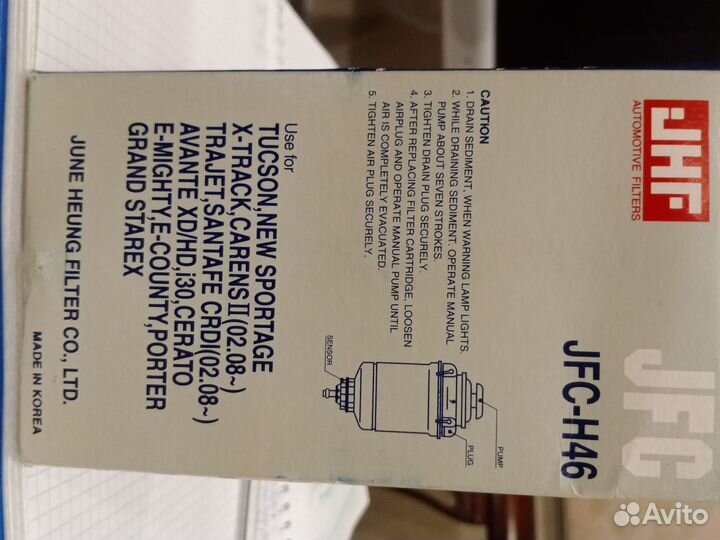 JHF
AUTOMOTIVE FILTERS
JFC
JFC-H46
CAUTION
1. DRAIN SEDIMENT, WHEN WARNING LAMP LIGHTS.
2. WHILE DRAINING SEDIMENT. OPERATE MANUAL
PUMP ABOUT SEVEN STROKES.
3. TIGHTEN DRAIN PLUG SECURELY.
4. AFTER REPLACING FILTER CARTRIDGE, LOOSEN
AIRPLUG AND OPERATE MANUAL PUMP UNTIL
AIR IS COMPLETELY EVACUATED.
5. TIGHTEN AIR PLUG SECURELY.
PUMP
PLUG
SENSOR
Use for
TUCSON,NEW SPORTAGE
X-TRACK,CARENS II(02.08~)
TRAJET,SANTAFE CRDI(02.08~)
AVANTE XD/HD,i30,CERATO
E-MIGHTY,E-COUNTY,PORTER
GRAND STAREX
JUNE HEUNG FILTER CO., LTD.
MADE IN KOREA
Avito